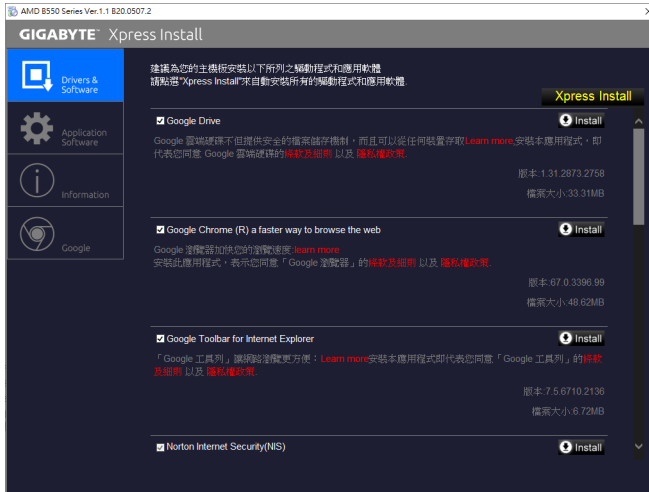 AMD B550 Series Ver.1.1 B20.0507.2
GIGABYTE™ Xpress Install
Drivers &
Software
Application
Software
Information
Google
建議為您的主機板安裝以下所列之驅動程式和應用軟體
請點選"Xpress Install"來自動安裝所有的驅動程式和應用軟體.
Xpress Install
Google Drive
Install
Google 雲端硬碟不但提供安全的檔案儲存機制，而且可以從任何裝置存取Learn more,安裝本應用程式，即
代表您同意 Google 雲端硬碟的條款及細則 以及 隱私權政策.
版本:1.31.2873.2758
檔案大小:33.31MB
Google Chrome (R) a faster way to browse the web
Install
Google 瀏覽器加快您的瀏覽速度 learn more
安裝此應用程式，表示您同意「Google 瀏覽器」的條款及細則 以及 隱私權政策.
版本:67.0.3396.99
檔案大小:48.62MB
Google Toolbar for Internet Explorer
Install
「Google 工具列」讓網路瀏覽更方便：Learn more安裝本應用程式即代表您同意「Google 工具列」的條款
及細則 以及 隱私權政策.
版本:7.5.6710.2136
檔案大小:6.72MB
Norton Internet Security(NIS)
Install